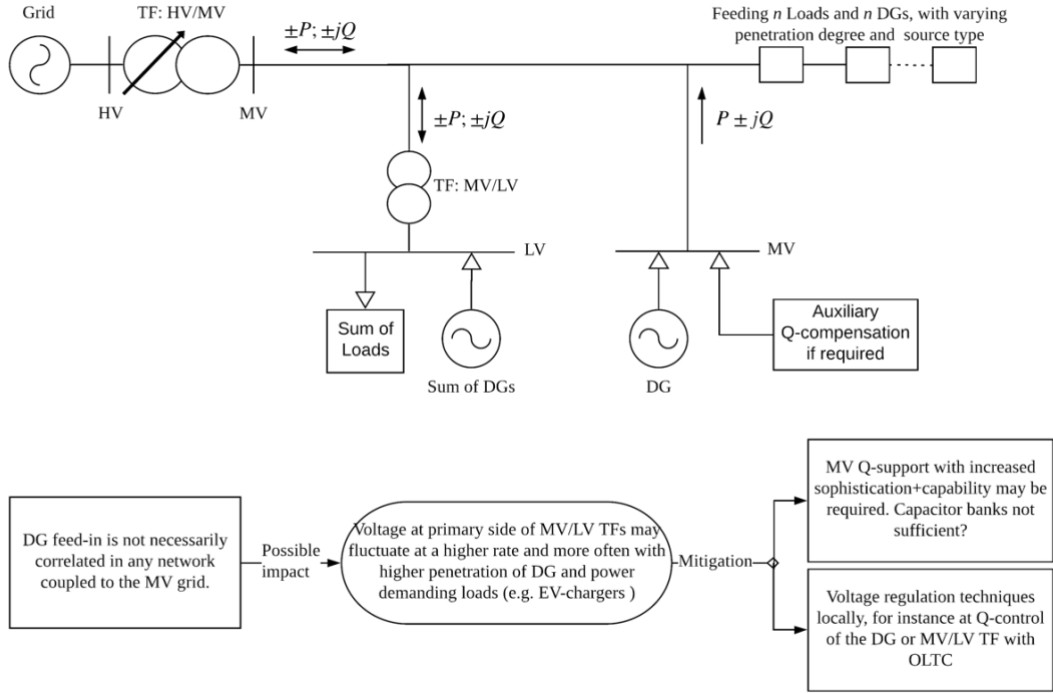 Grid
TF: HV/MV
±P; ±jQ
Feeding n Loads and n DGs, with varying
penetration degree and source type
HV
MV
±P; ±jQ
P ± jQ
TF: MV/LV
LV
MV
Sum of
Loads
Sum of DGs
DG
Auxiliary
Q-compensation
if required
DG feed-in is not necessarily
correlated in any network
coupled to the MV grid.
Possible
impact
Voltage at primary side of MV/LV TFs may
fluctuate at a higher rate and more often with
higher penetration of DG and power
demanding loads (e.g. EV-chargers )
Mitigation
MV Q-support with increased
sophistication+capability may be
required. Capacitor banks not
sufficient?
Voltage regulation techniques
locally, for instance at Q-control
of the DG or MV/LV TF with
OLTC